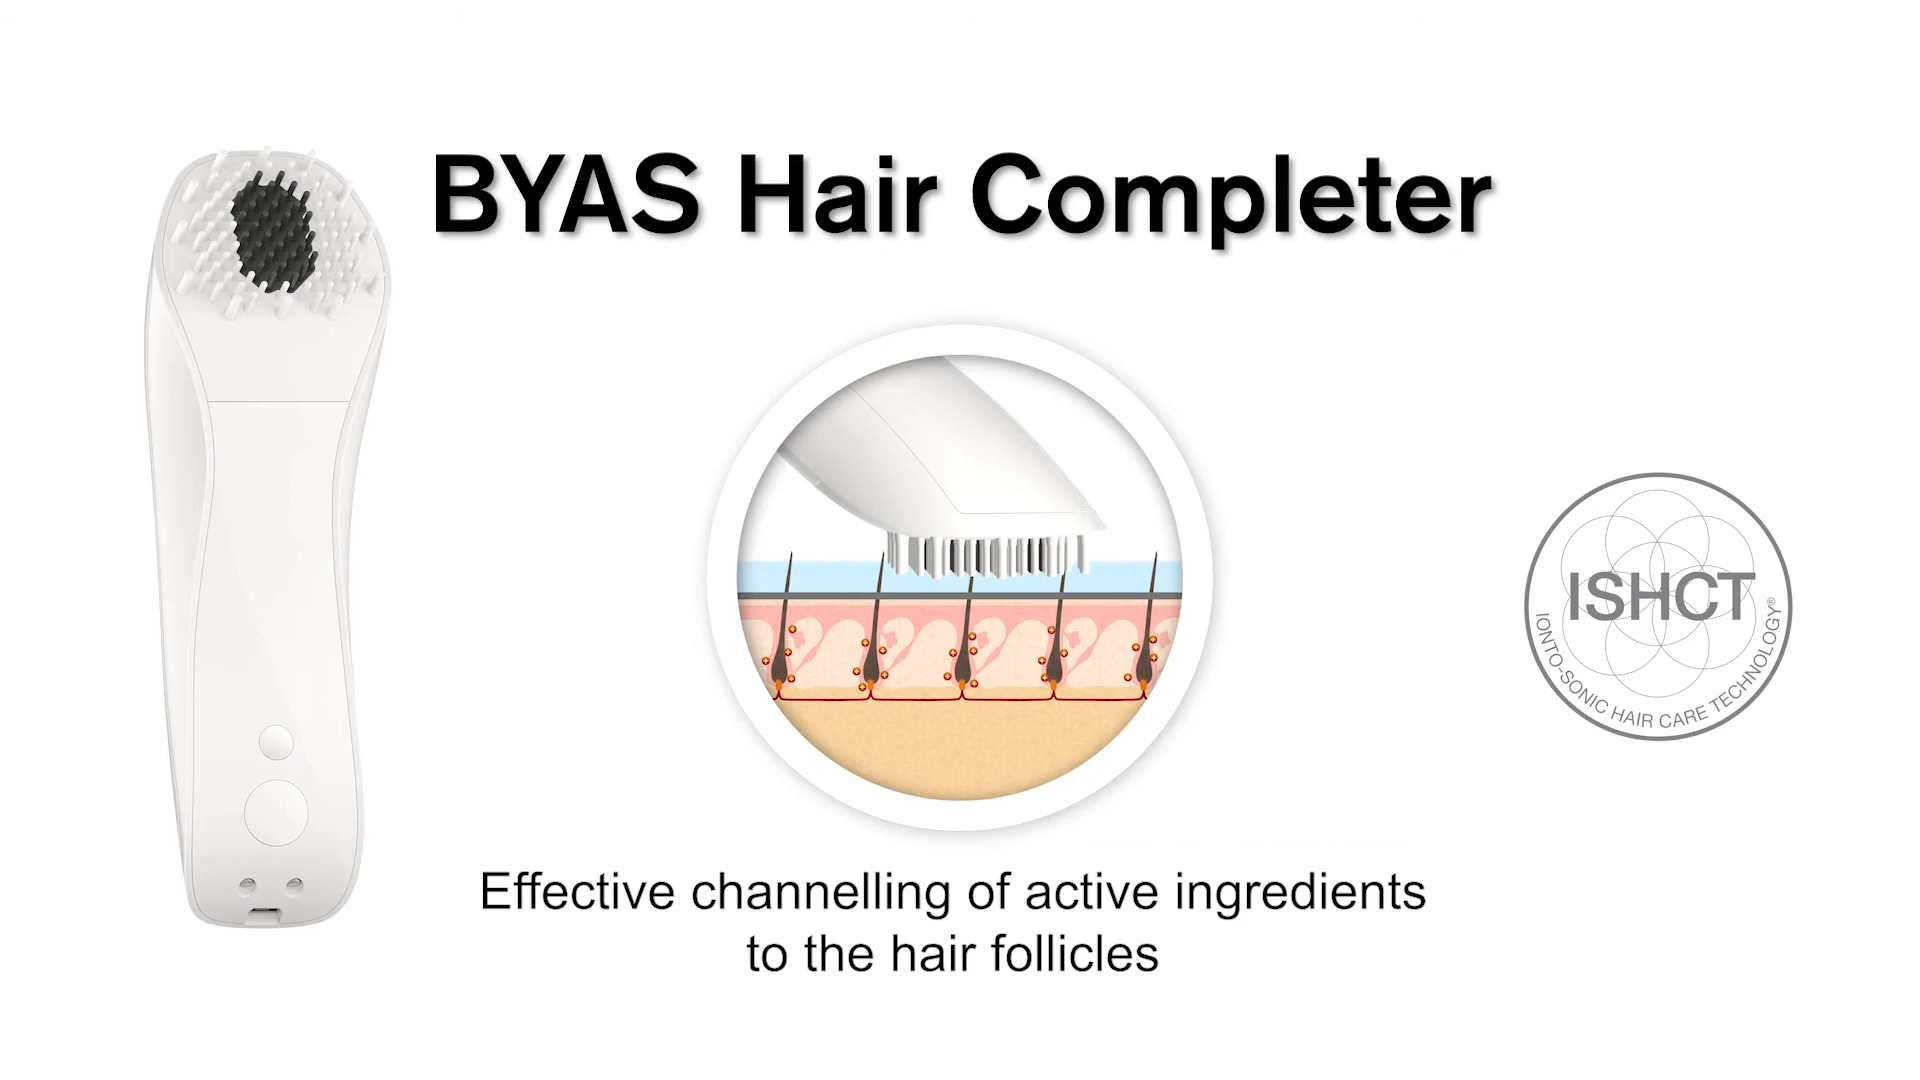 BYAS Hair Completer
ISHCT
IONTO-SONIC HAIR CARE TECHNOLOGY®
Effective channelling of active ingredients
to the hair follicles